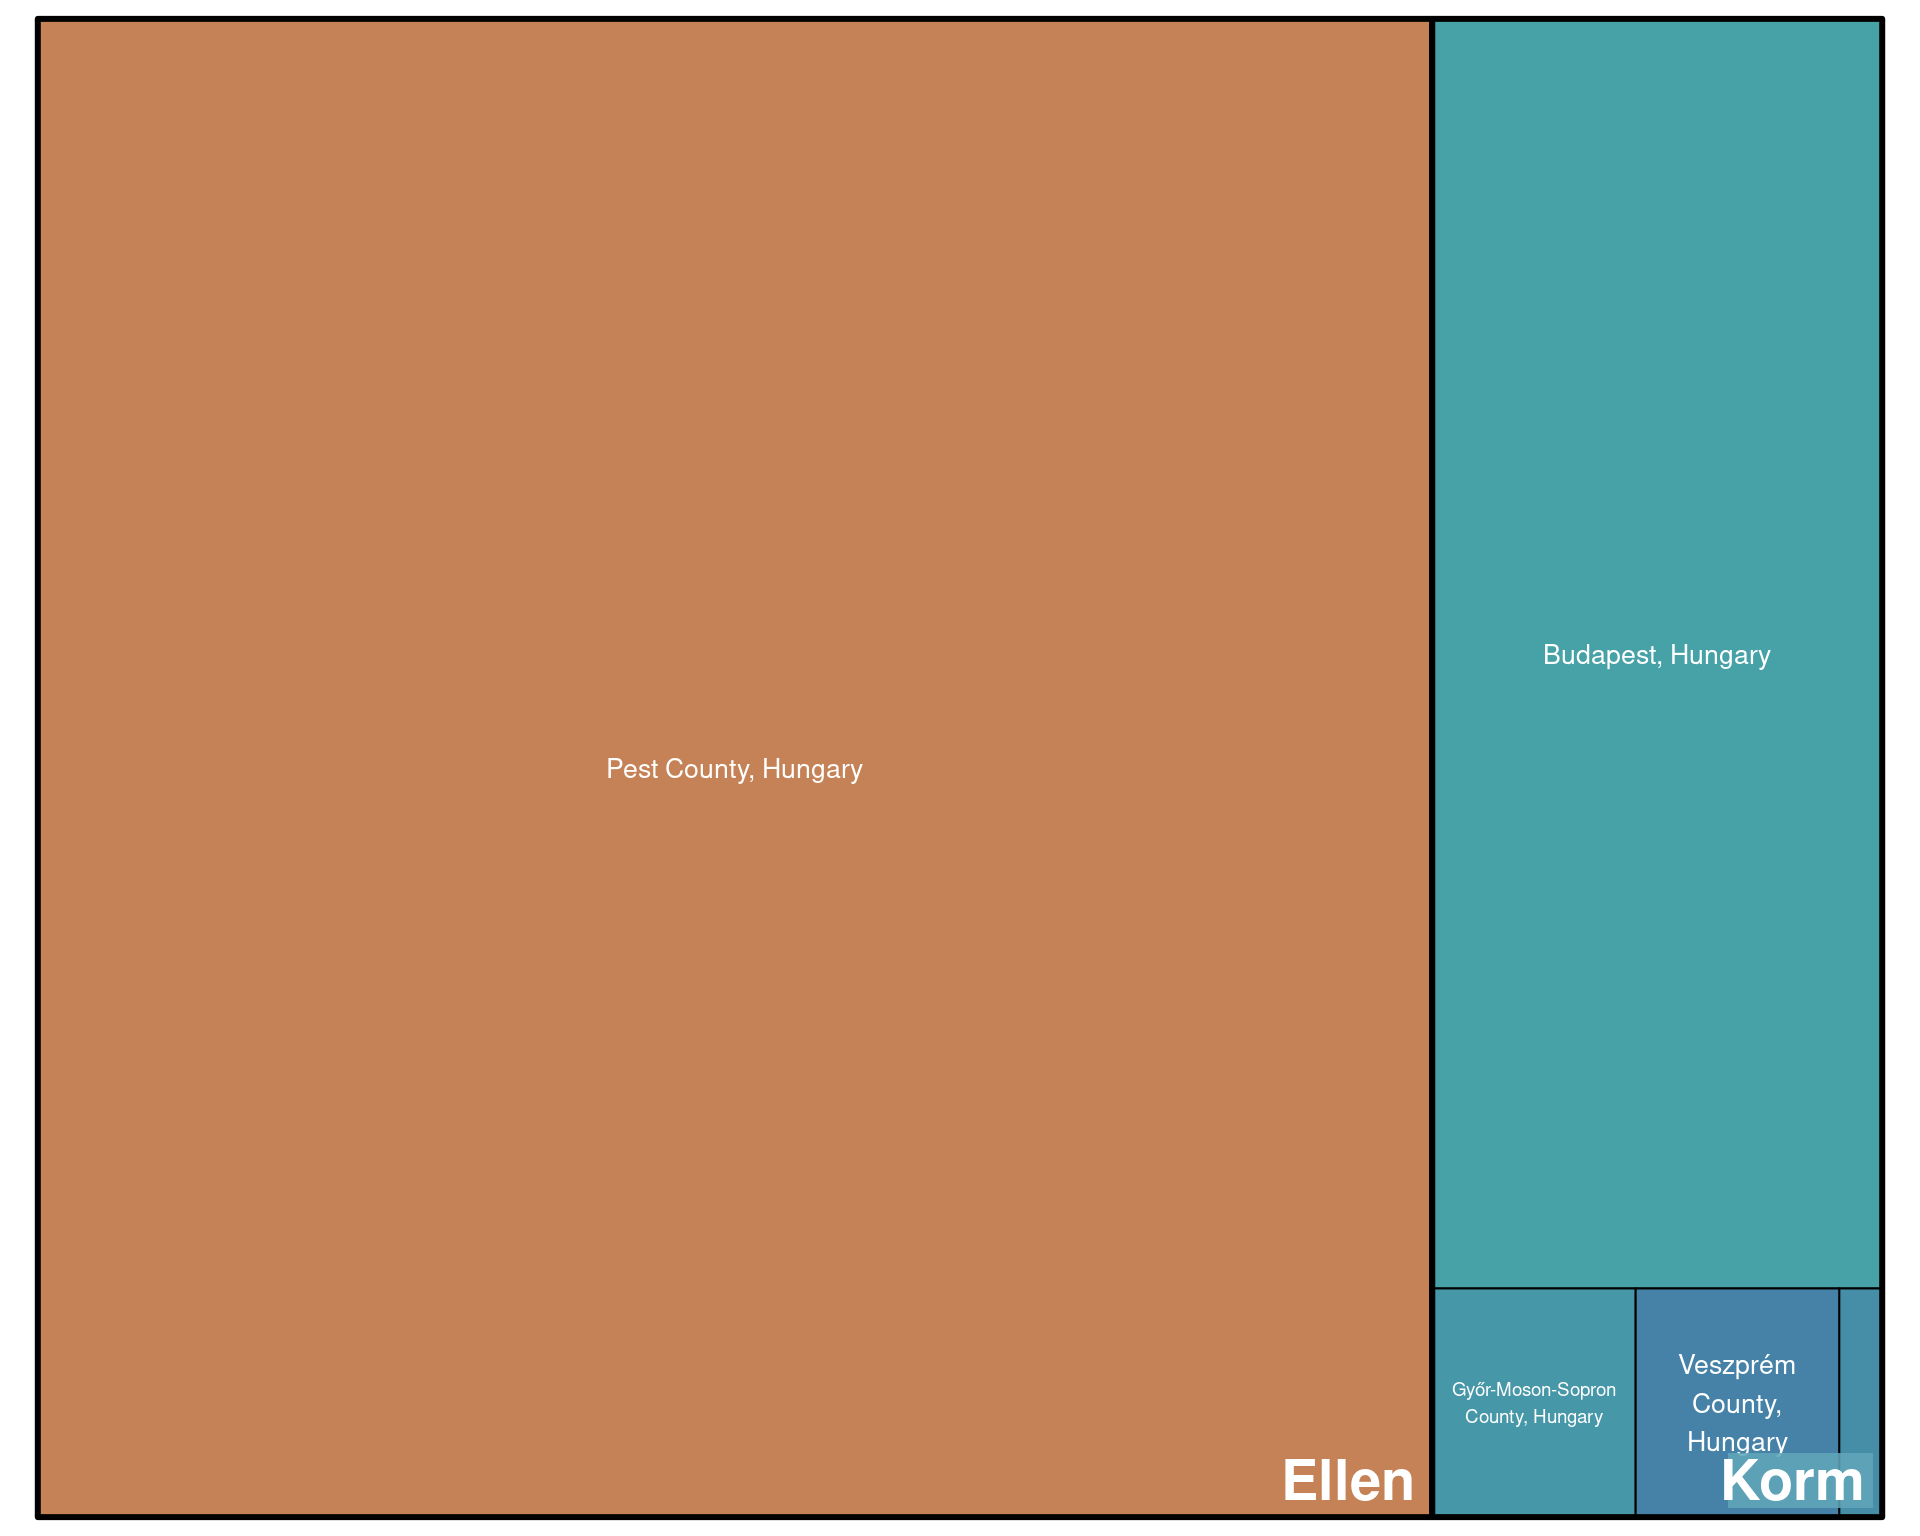 Pest County, Hungary
Ellen
Budapest, Hungary
Győr-Moson-Sopron
County, Hungary
Veszprém
County,
Hungary
Korm